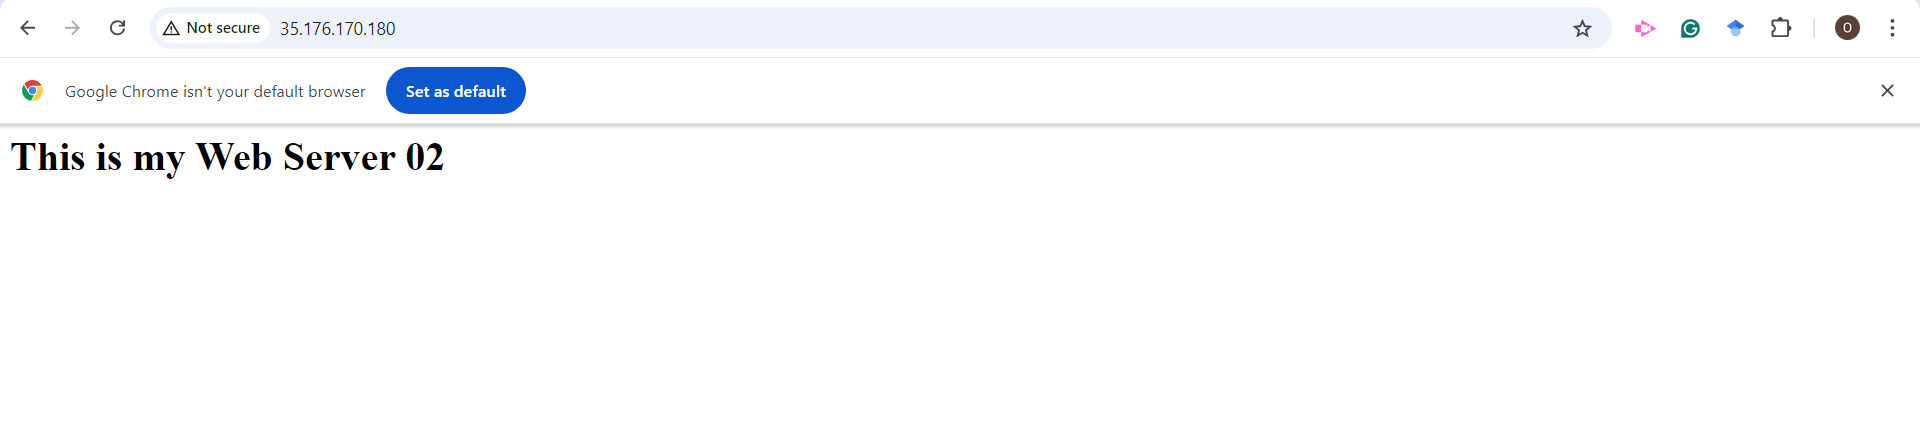 Not secure 35.176.170.180
O
Google Chrome isn't your default browser Set as default
This is my Web Server 02